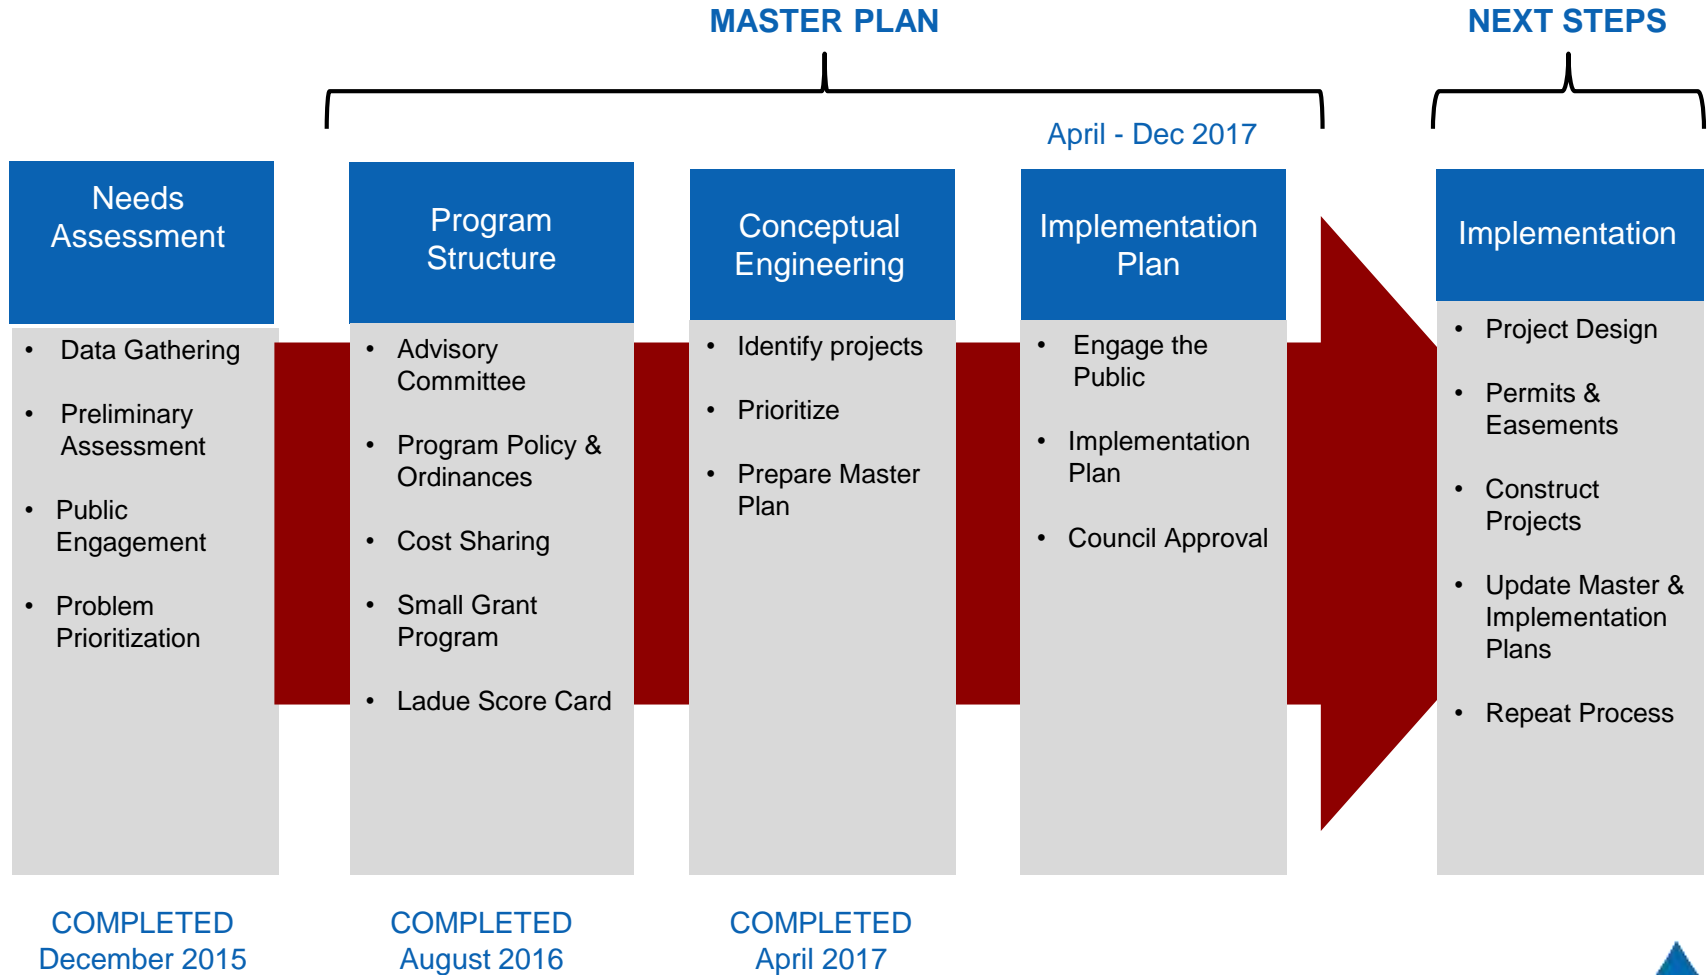 MASTER PLAN
NEXT STEPS
April - Dec 2017
Needs
Assessment
• Data Gathering
• Preliminary
Assessment
• Public
Engagement
• Problem
Prioritization
COMPLETED
December 2015
Program
Structure
• Advisory
Committee
• Program Policy &
Ordinances
• Cost Sharing
• Small Grant
Program
• Ladue Score Card
COMPLETED
August 2016
Conceptual
Engineering
• Identify projects
• Prioritize
• Prepare Master
Plan
COMPLETED
April 2017
Implementation
Plan
• Engage the
Public
• Implementation
Plan
• Council Approval
Implementation
• Project Design
• Permits &
Easements
• Construct
Projects
• Update Master &
Implementation
Plans
• Repeat Process